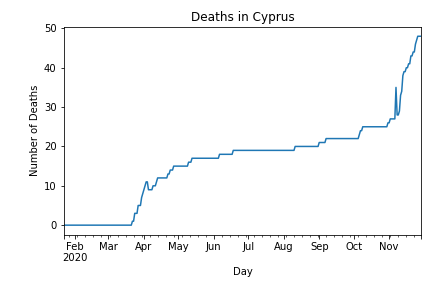 Deaths in Cyprus
50
40
30
20
10
0
Number of Deaths
Feb Mar Apr May Jun Jul Aug Sep Oct Nov
2020
Day